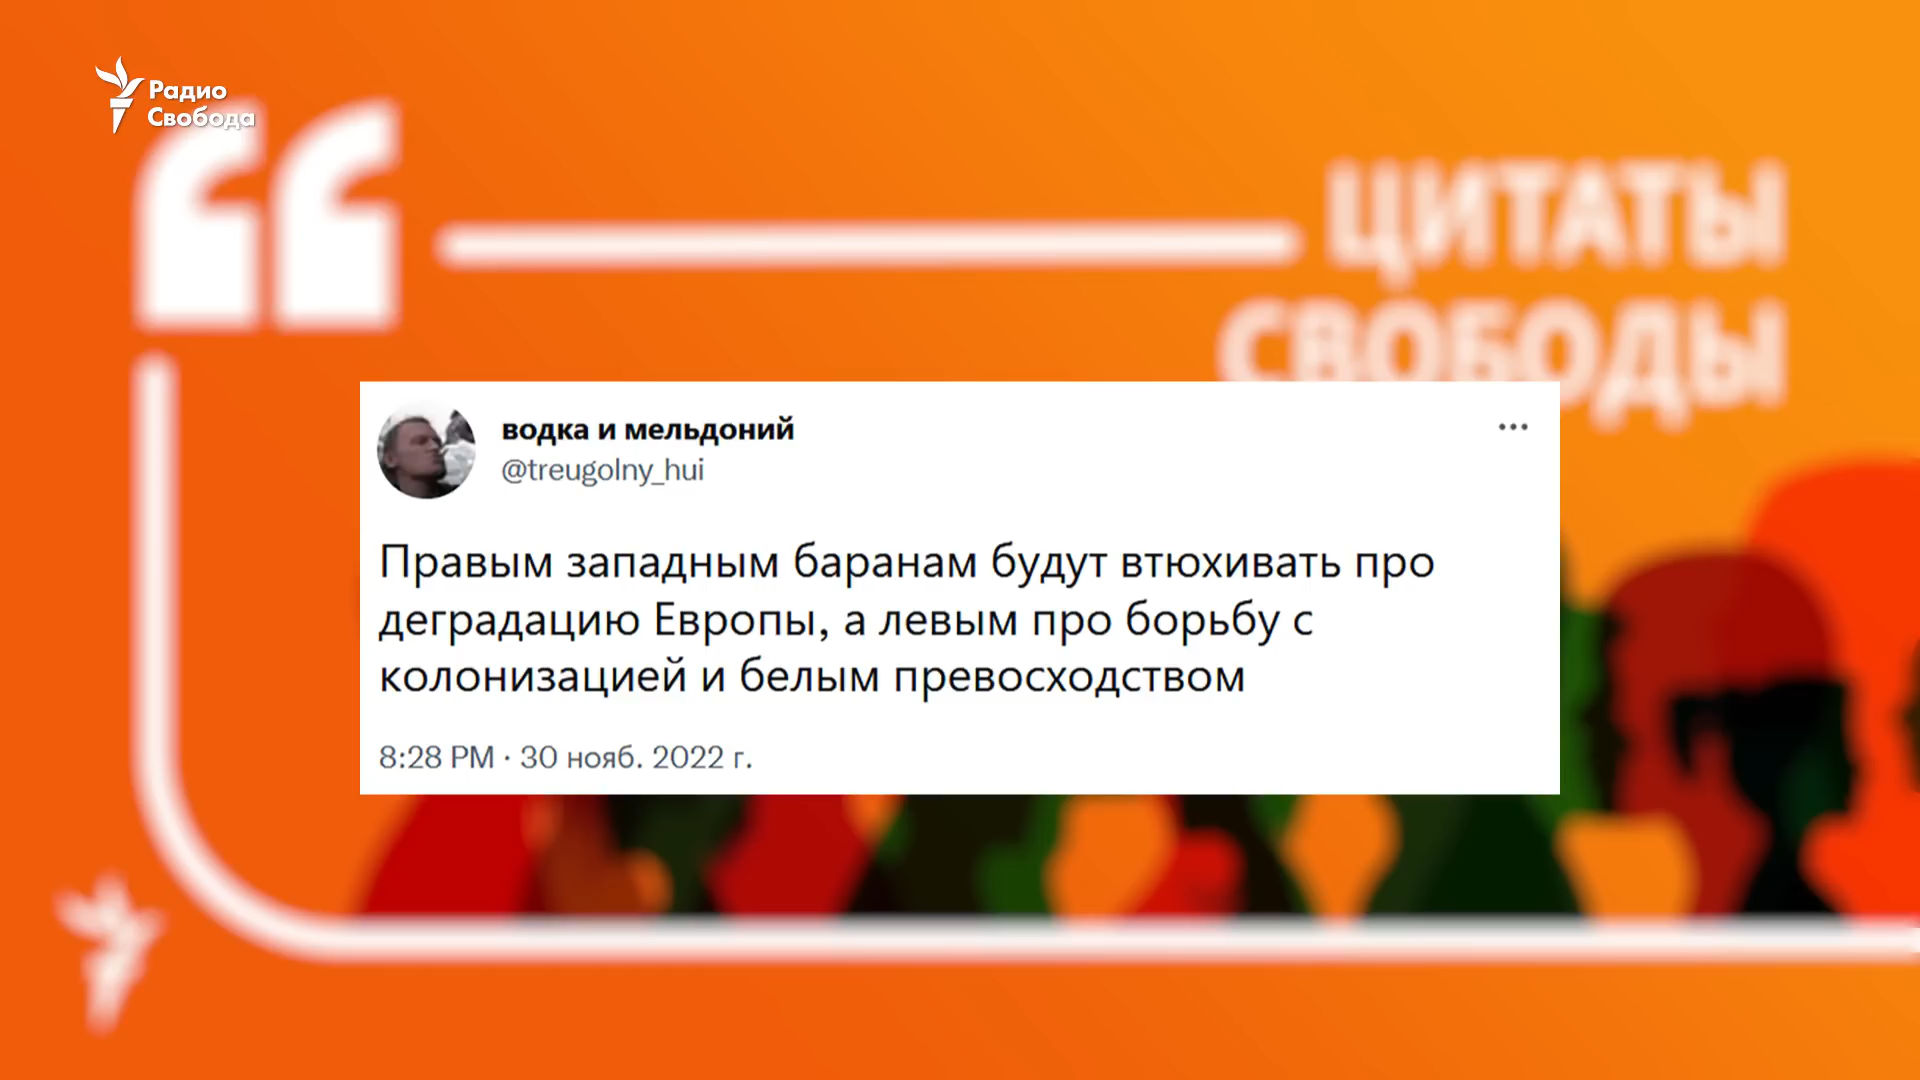 Радио
Свобода
ЦИТАТЫ
СВОБОДЫ
водка и мельдоний
@treugolny_hui
Правым западным баранам будут втюхивать про
деградацию Европы, а левым про борьбу с
колонизацией и белым превосходством
8:28 PM · 30 нояб. 2022 г.